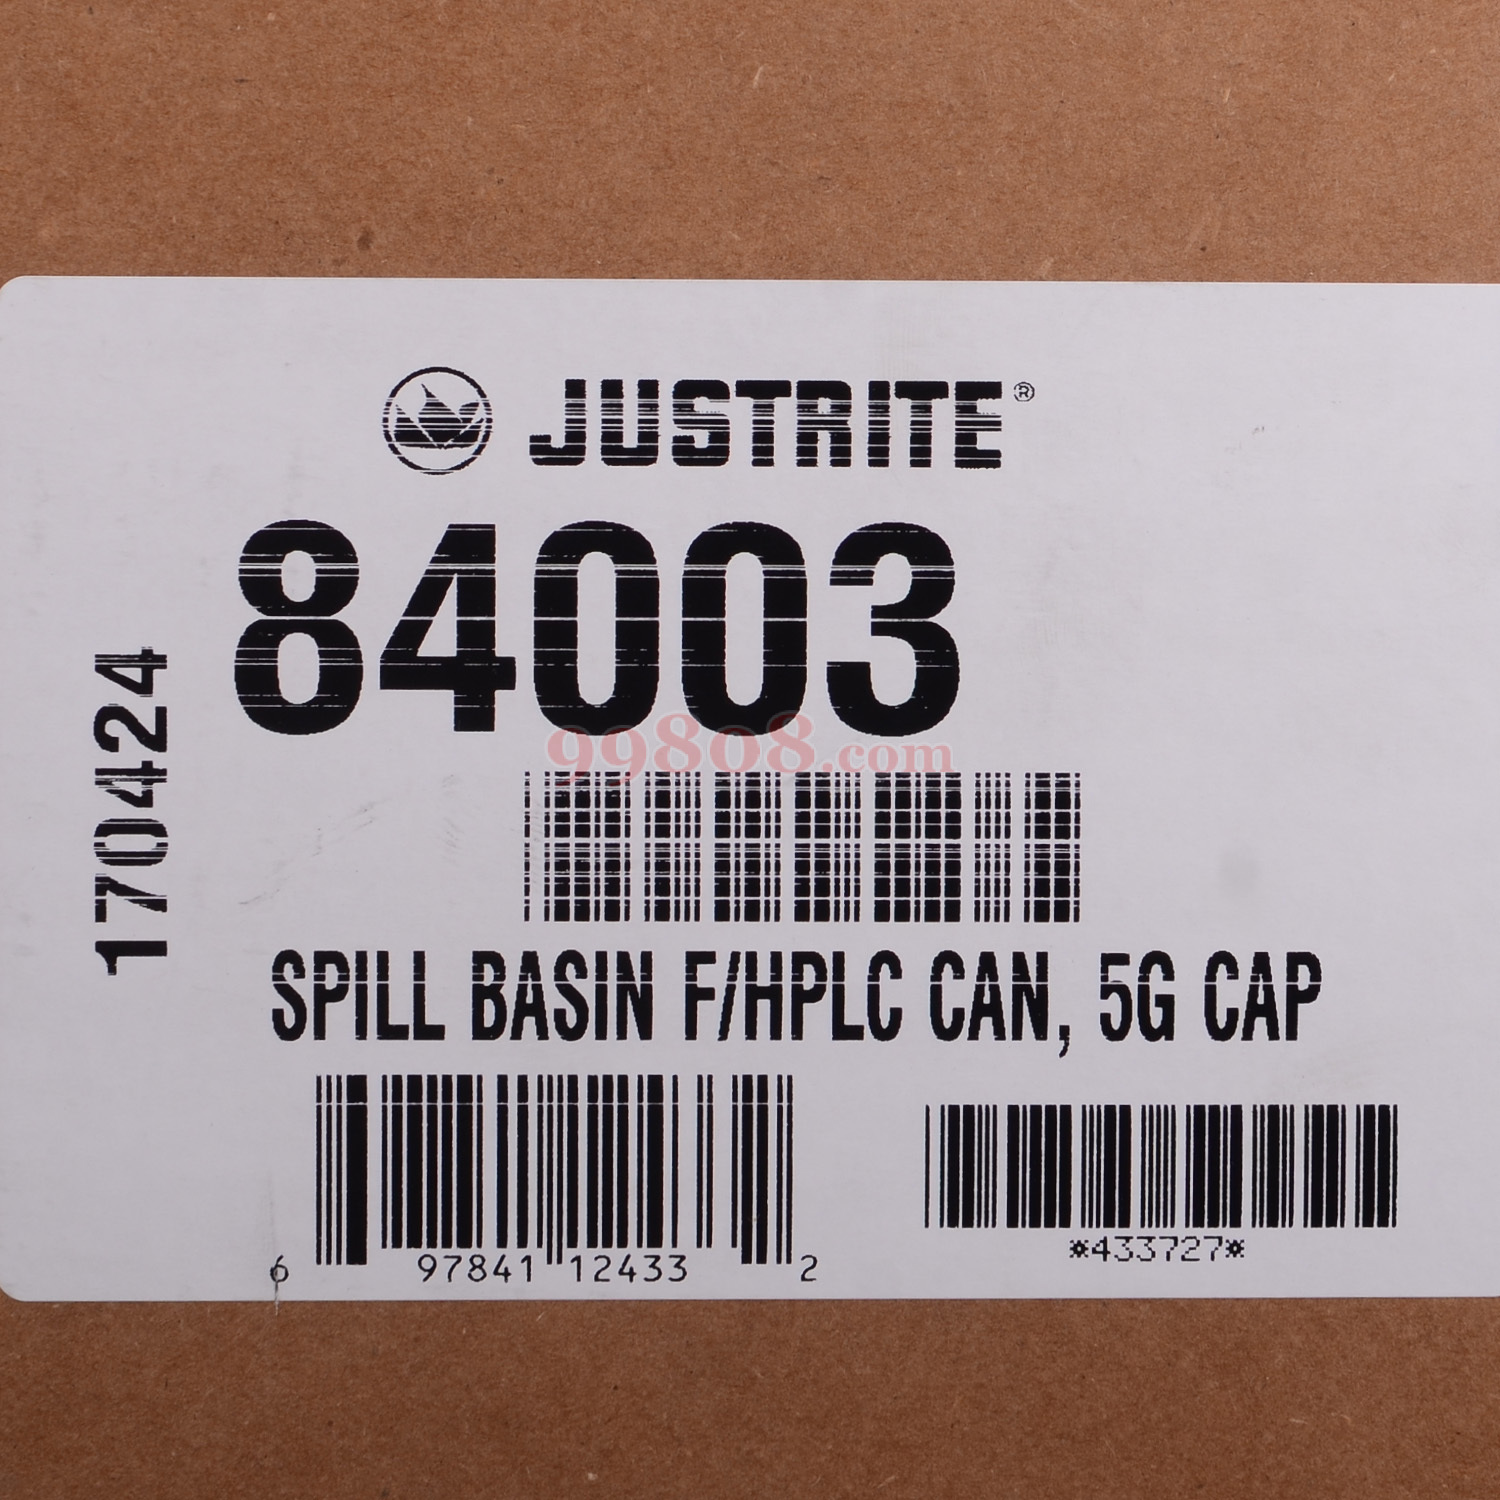 JUSTRITE®
84003
170424
99808.com
SPILL BASIN F/HPLC CAN, 5G CAP
6 97841 12433 2
*433727*